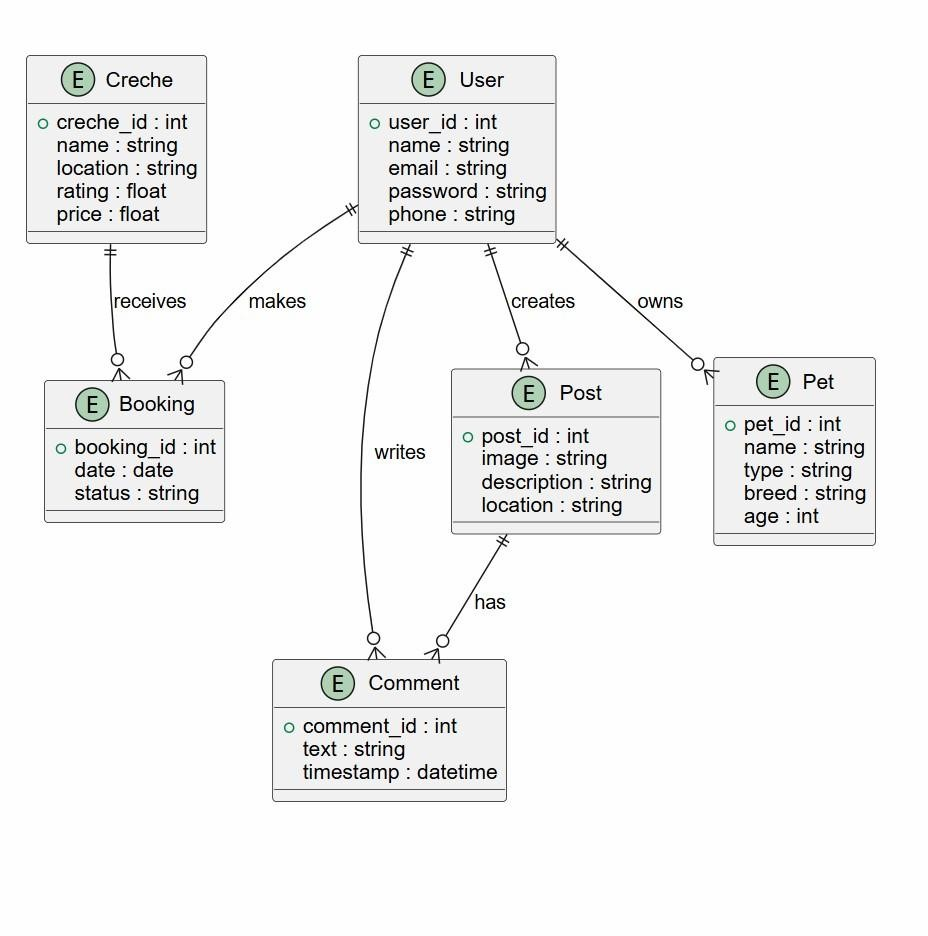 E Creche
creche_id : int
name : string
location : string
rating : float
price : float
E User
user_id : int
name : string
email : string
password : string
phone : string
receives
makes
creates
owns
E Booking
booking_id : int
date : date
status : string
writes
E Post
post_id : int
image : string
description : string
location : string
E Pet
pet_id : int
name : string
type : string
breed : string
age : int
has
E Comment
comment_id : int
text : string
timestamp : datetime